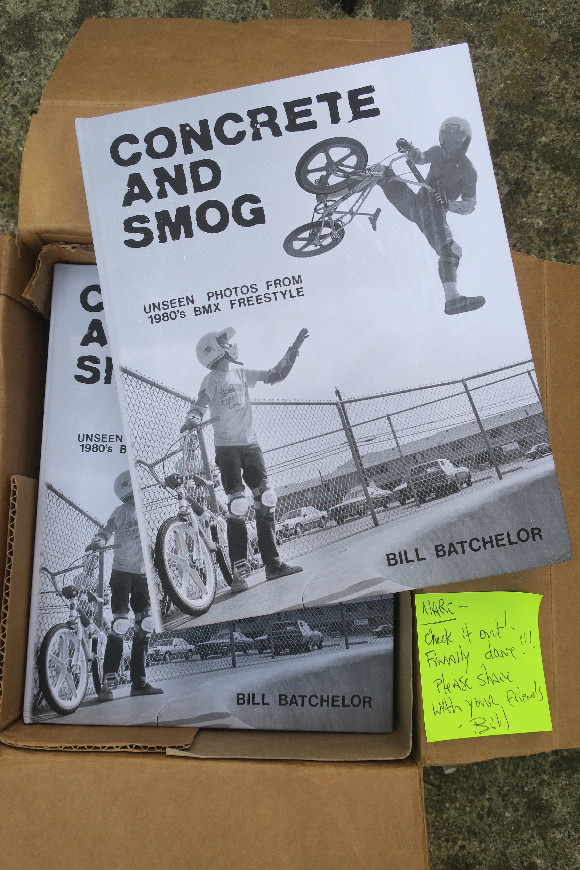 CONCRETE
AND
SMOG
UNSEEN PHOTOS FROM
1980's BMX FREESTYLE
BILL BATCHELOR
C
A
S
UNSEEN
1980's B
BILL BATCHELOR
MARC -
Check it out!
Finally done!!!
Please share
with your friends
- Bill